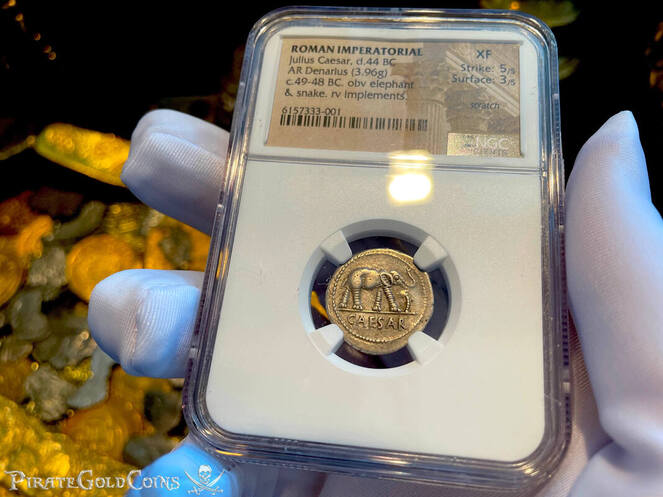 ROMAN IMPERATORIAL
Julius Caesar, d.44 BC
AR Denarius (3.96g)
c.49-48 BC. obv elephant
& snake. rv implements.
6157333-001
XF
Strike: 5/5
Surface: 3/5
scratch
NGC
CAESAR
PIRATEGOLDCOINS